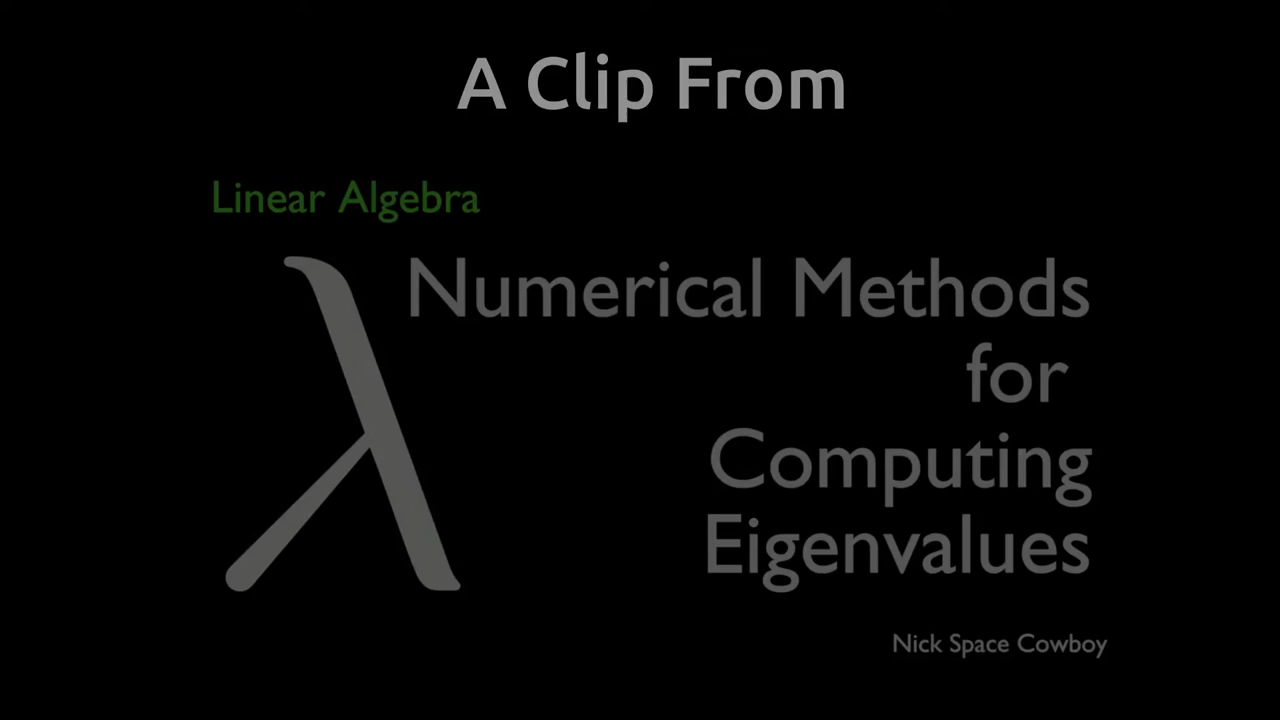 A Clip From
Linear Algebra
λ
Numerical Methods
for
Computing
Eigenvalues
Nick Space Cowboy